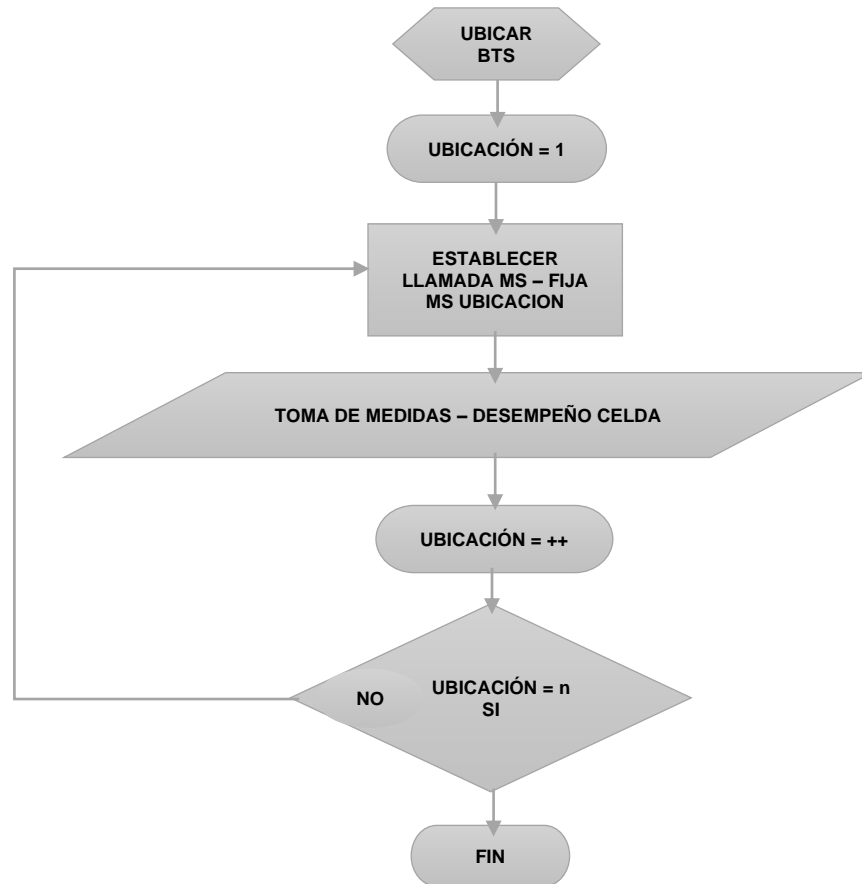 UBICAR
BTS
UBICACIÓN = 1
ESTABLECER
LLAMADA MS – FIJA
MS UBICACION
TOMA DE MEDIDAS – DESEMPEÑO CELDA
UBICACIÓN = ++
NO
UBICACIÓN = n
SI
FIN